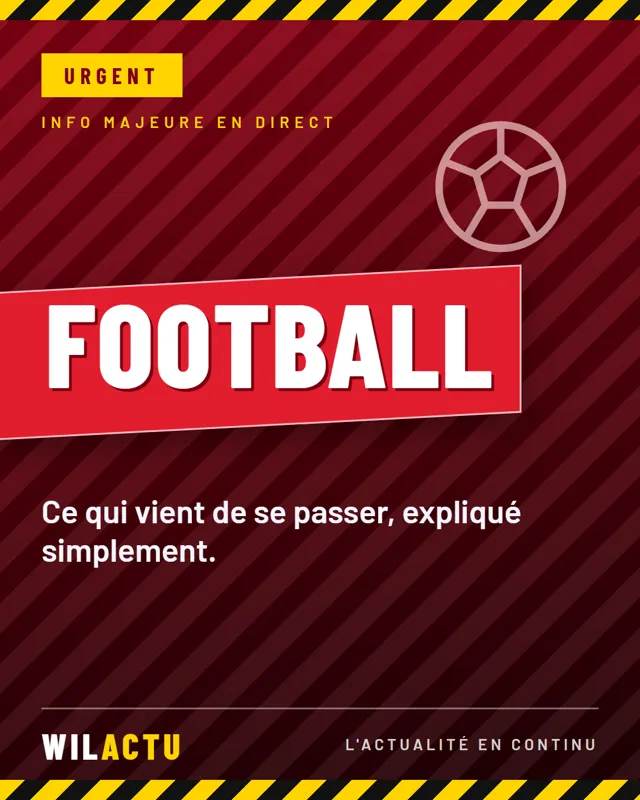 URGENT
INFO MAJEURE EN DIRECT
FOOTBALL
Ce qui vient de se passer, expliqué
simplement.
WILACTU
L'ACTUALITÉ EN CONTINU